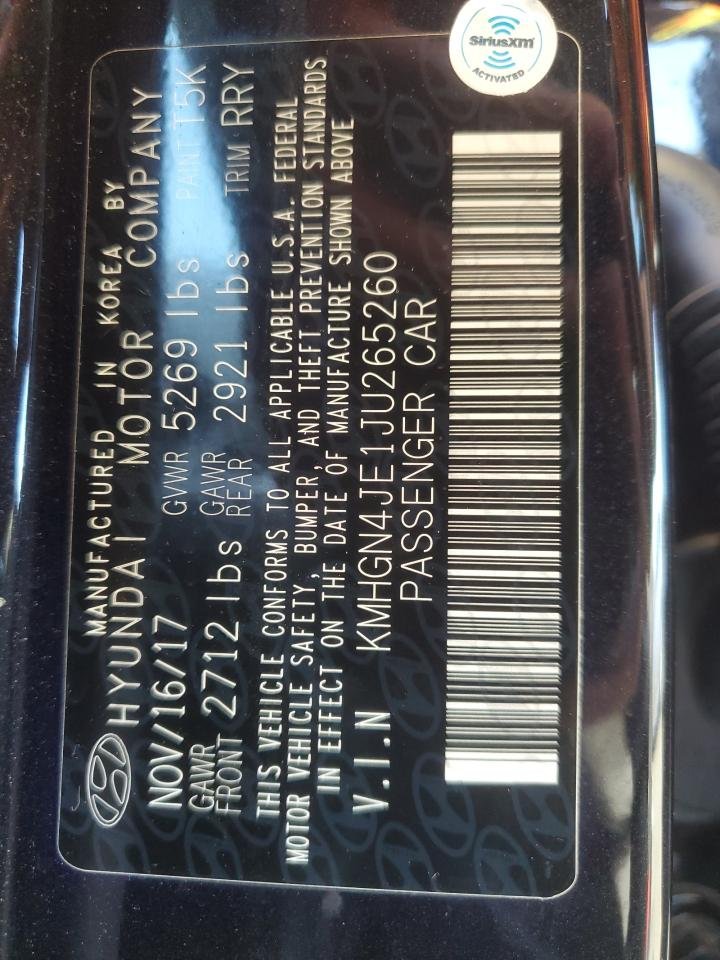 SiriusXM
ACTIVATED
MANUFACTURED IN KOREA BY
HYUNDAI MOTOR COMPANY
NOV/16/17 GVWR 5269 lbs PAINT T5K
GAWR FRONT 2712 lbs GAWR REAR 2921 lbs TRIM RRY
THIS VEHICLE CONFORMS TO ALL APPLICABLE U.S.A. FEDERAL
MOTOR VEHICLE SAFETY, BUMPER, AND THEFT PREVENTION STANDARDS
IN EFFECT ON THE DATE OF MANUFACTURE SHOWN ABOVE
V.I.N KMHGN4JE1JU265260
PASSENGER CAR